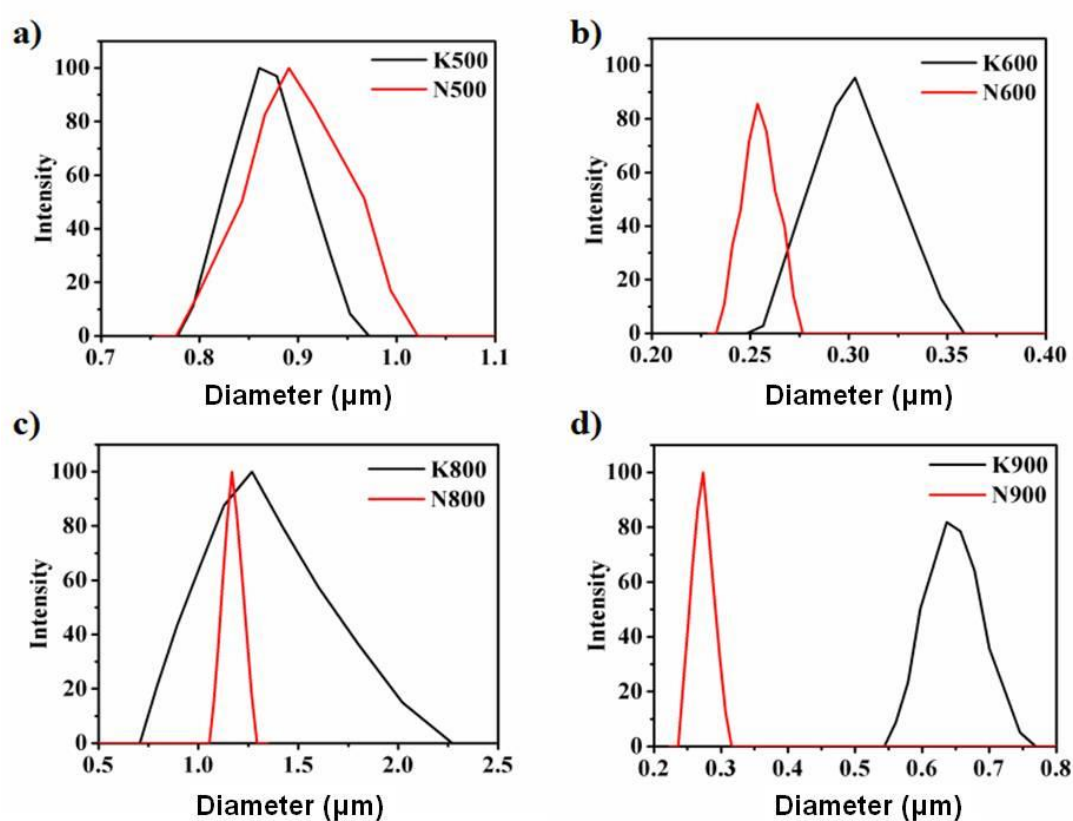 a)
K500
N500
100
80
60
40
20
0
Intensity
0.7 0.8 0.9 1.0 1.1
Diameter (µm)
b)
K600
N600
100
80
60
40
20
0
Intensity
0.20 0.25 0.30 0.35 0.40
Diameter (µm)
c)
K800
N800
100
80
60
40
20
0
Intensity
0.5 1.0 1.5 2.0 2.5
Diameter (µm)
d)
K900
N900
100
80
60
40
20
0
Intensity
0.2 0.3 0.4 0.5 0.6 0.7 0.8
Diameter (µm)